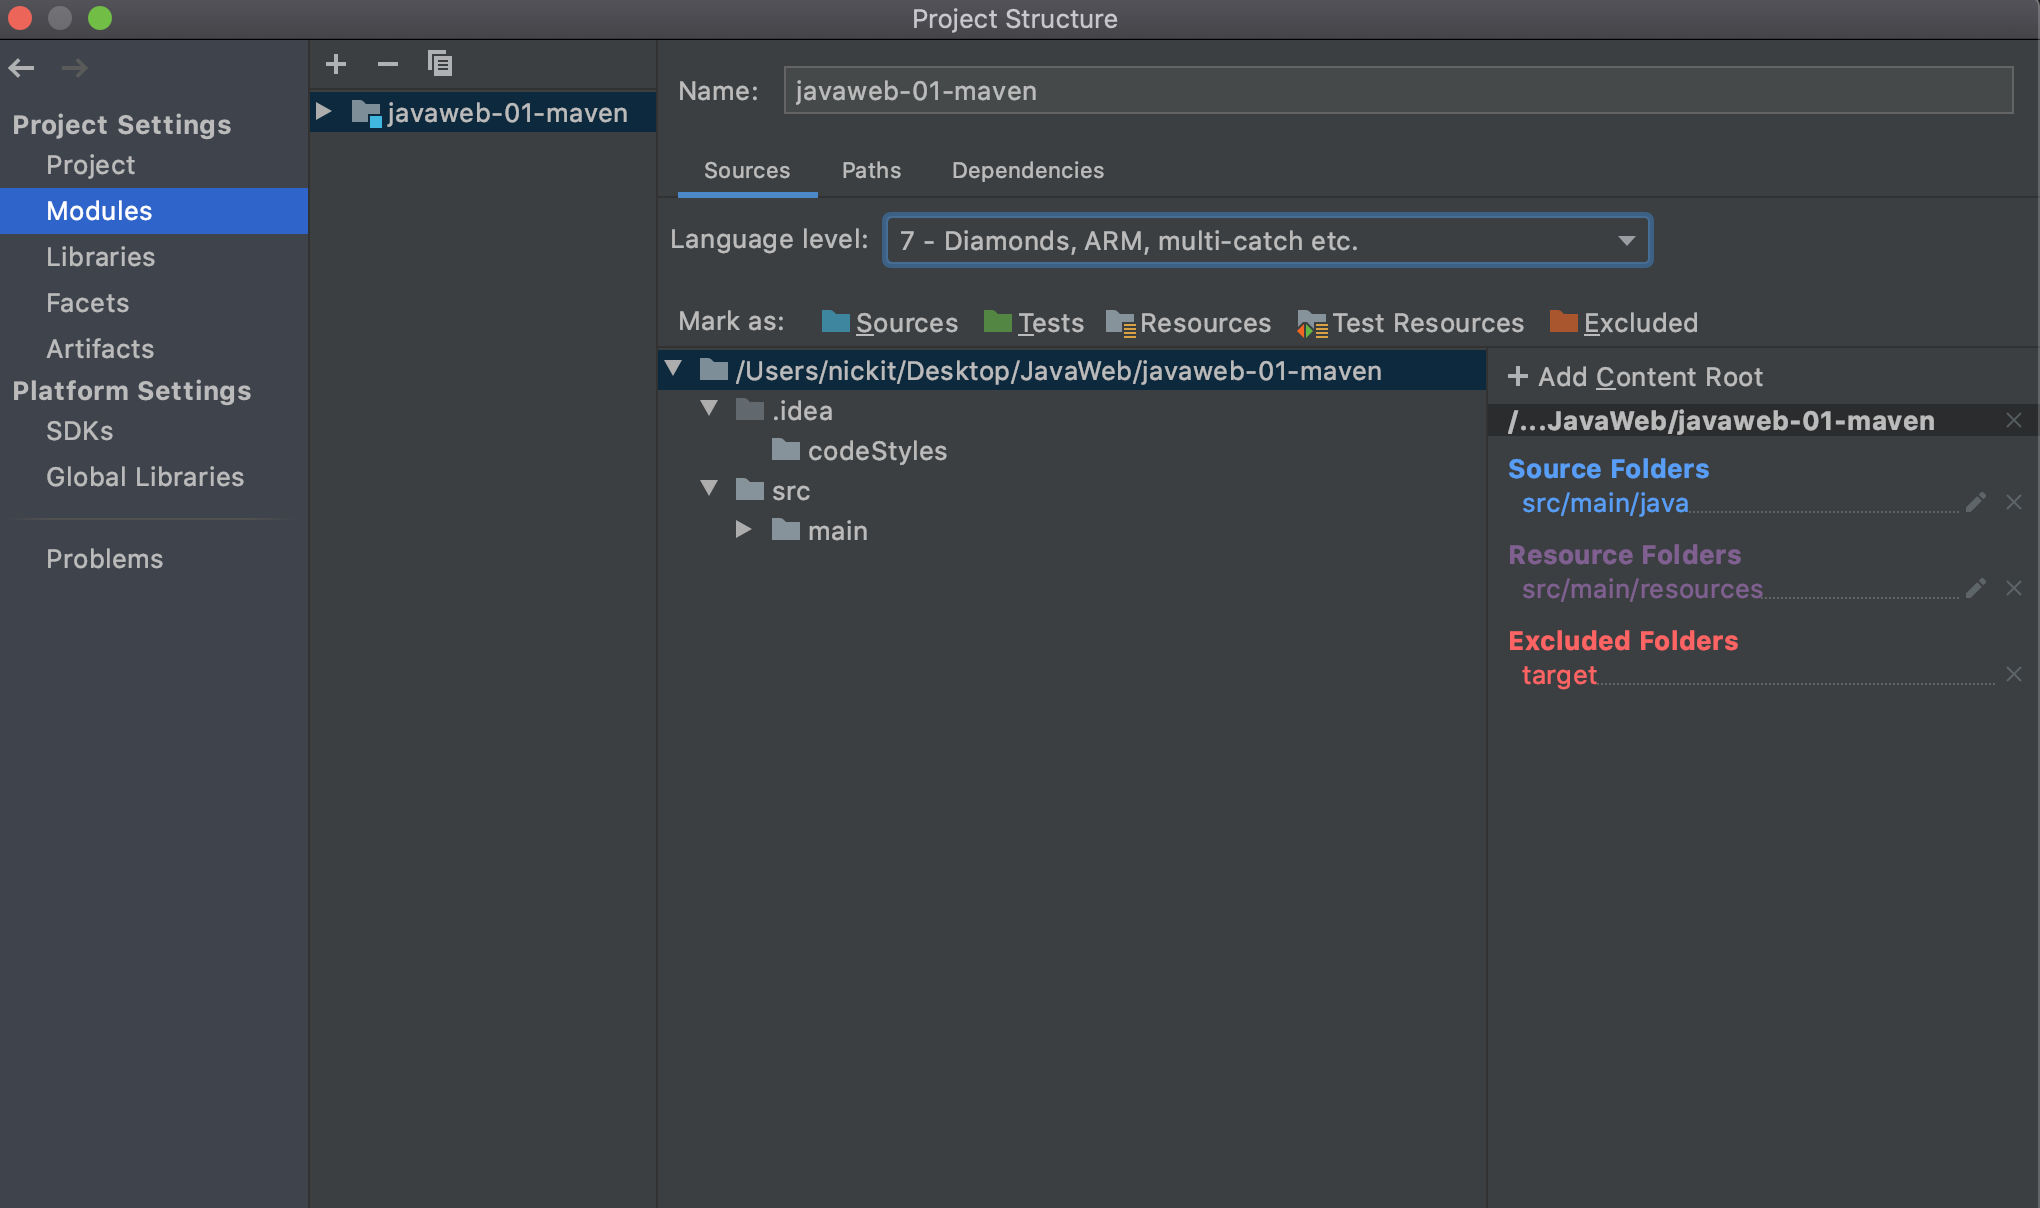 Project Structure
Project Settings
Project
Modules
Libraries
Facets
Artifacts
Platform Settings
SDKs
Global Libraries
Problems
javaweb-01-maven
Name: javaweb-01-maven
Sources Paths Dependencies
Language level: 7 - Diamonds, ARM, multi-catch etc.
Mark as: Sources Tests Resources Test Resources Excluded
/Users/nickit/Desktop/JavaWeb/javaweb-01-maven
.idea
codeStyles
src
main
Add Content Root
/...JavaWeb/javaweb-01-maven
Source Folders
src/main/java
Resource Folders
src/main/resources
Excluded Folders
target